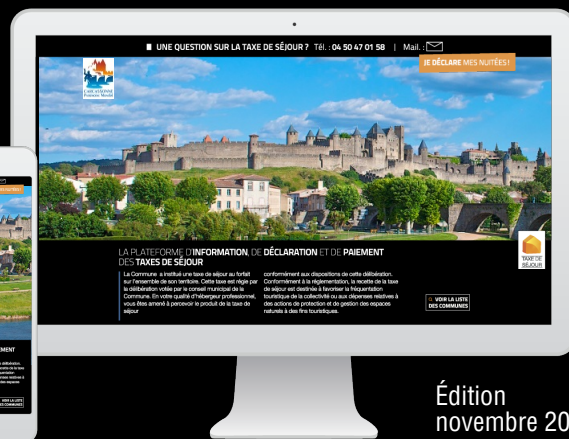 UNE QUESTION SUR LA TAXE DE SÉJOUR ? Tél. : 04 50 47 01 58 | Mail. :
JE DÉCLARE MES NUITÉES !
CARCASSONNE
TAXE DE
SÉJOUR
LA PLATEFORME D'INFORMATION, DE DÉCLARATION ET DE PAIEMENT
DES TAXES DE SÉJOUR
La Commune a institué une taxe de séjour au forfait
sur l'ensemble de son territoire. Cette taxe est régie par
la délibération votée par le conseil municipal de la
Commune. En votre qualité d'hébergeur professionnel,
vous êtes amené à percevoir le produit de la taxe de
séjour
conformément aux dispositions de cette délibération.
Conformément à la réglementation, la recette de la taxe
de séjour est destinée à favoriser la fréquentation
touristique de la collectivité ou aux dépenses relatives à
des actions de protection et de gestion des espaces
naturels à des fins touristiques.
VOIR LA LISTE
DES COMMUNES
VOIR LA LISTE
DES COMMUNES
Édition
novembre 20